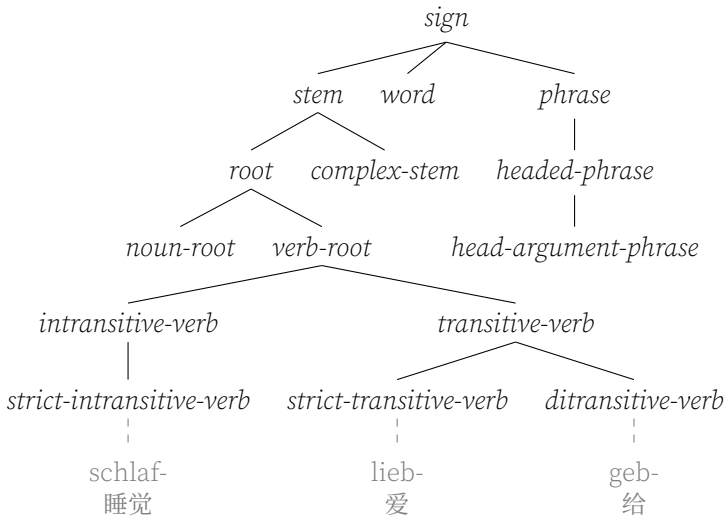 sign
stem word phrase
root complex-stem headed-phrase
noun-root verb-root head-argument-phrase
intransitive-verb transitive-verb
strict-intransitive-verb strict-transitive-verb ditransitive-verb
schlaf- lieb- geb-
睡觉 爱 给